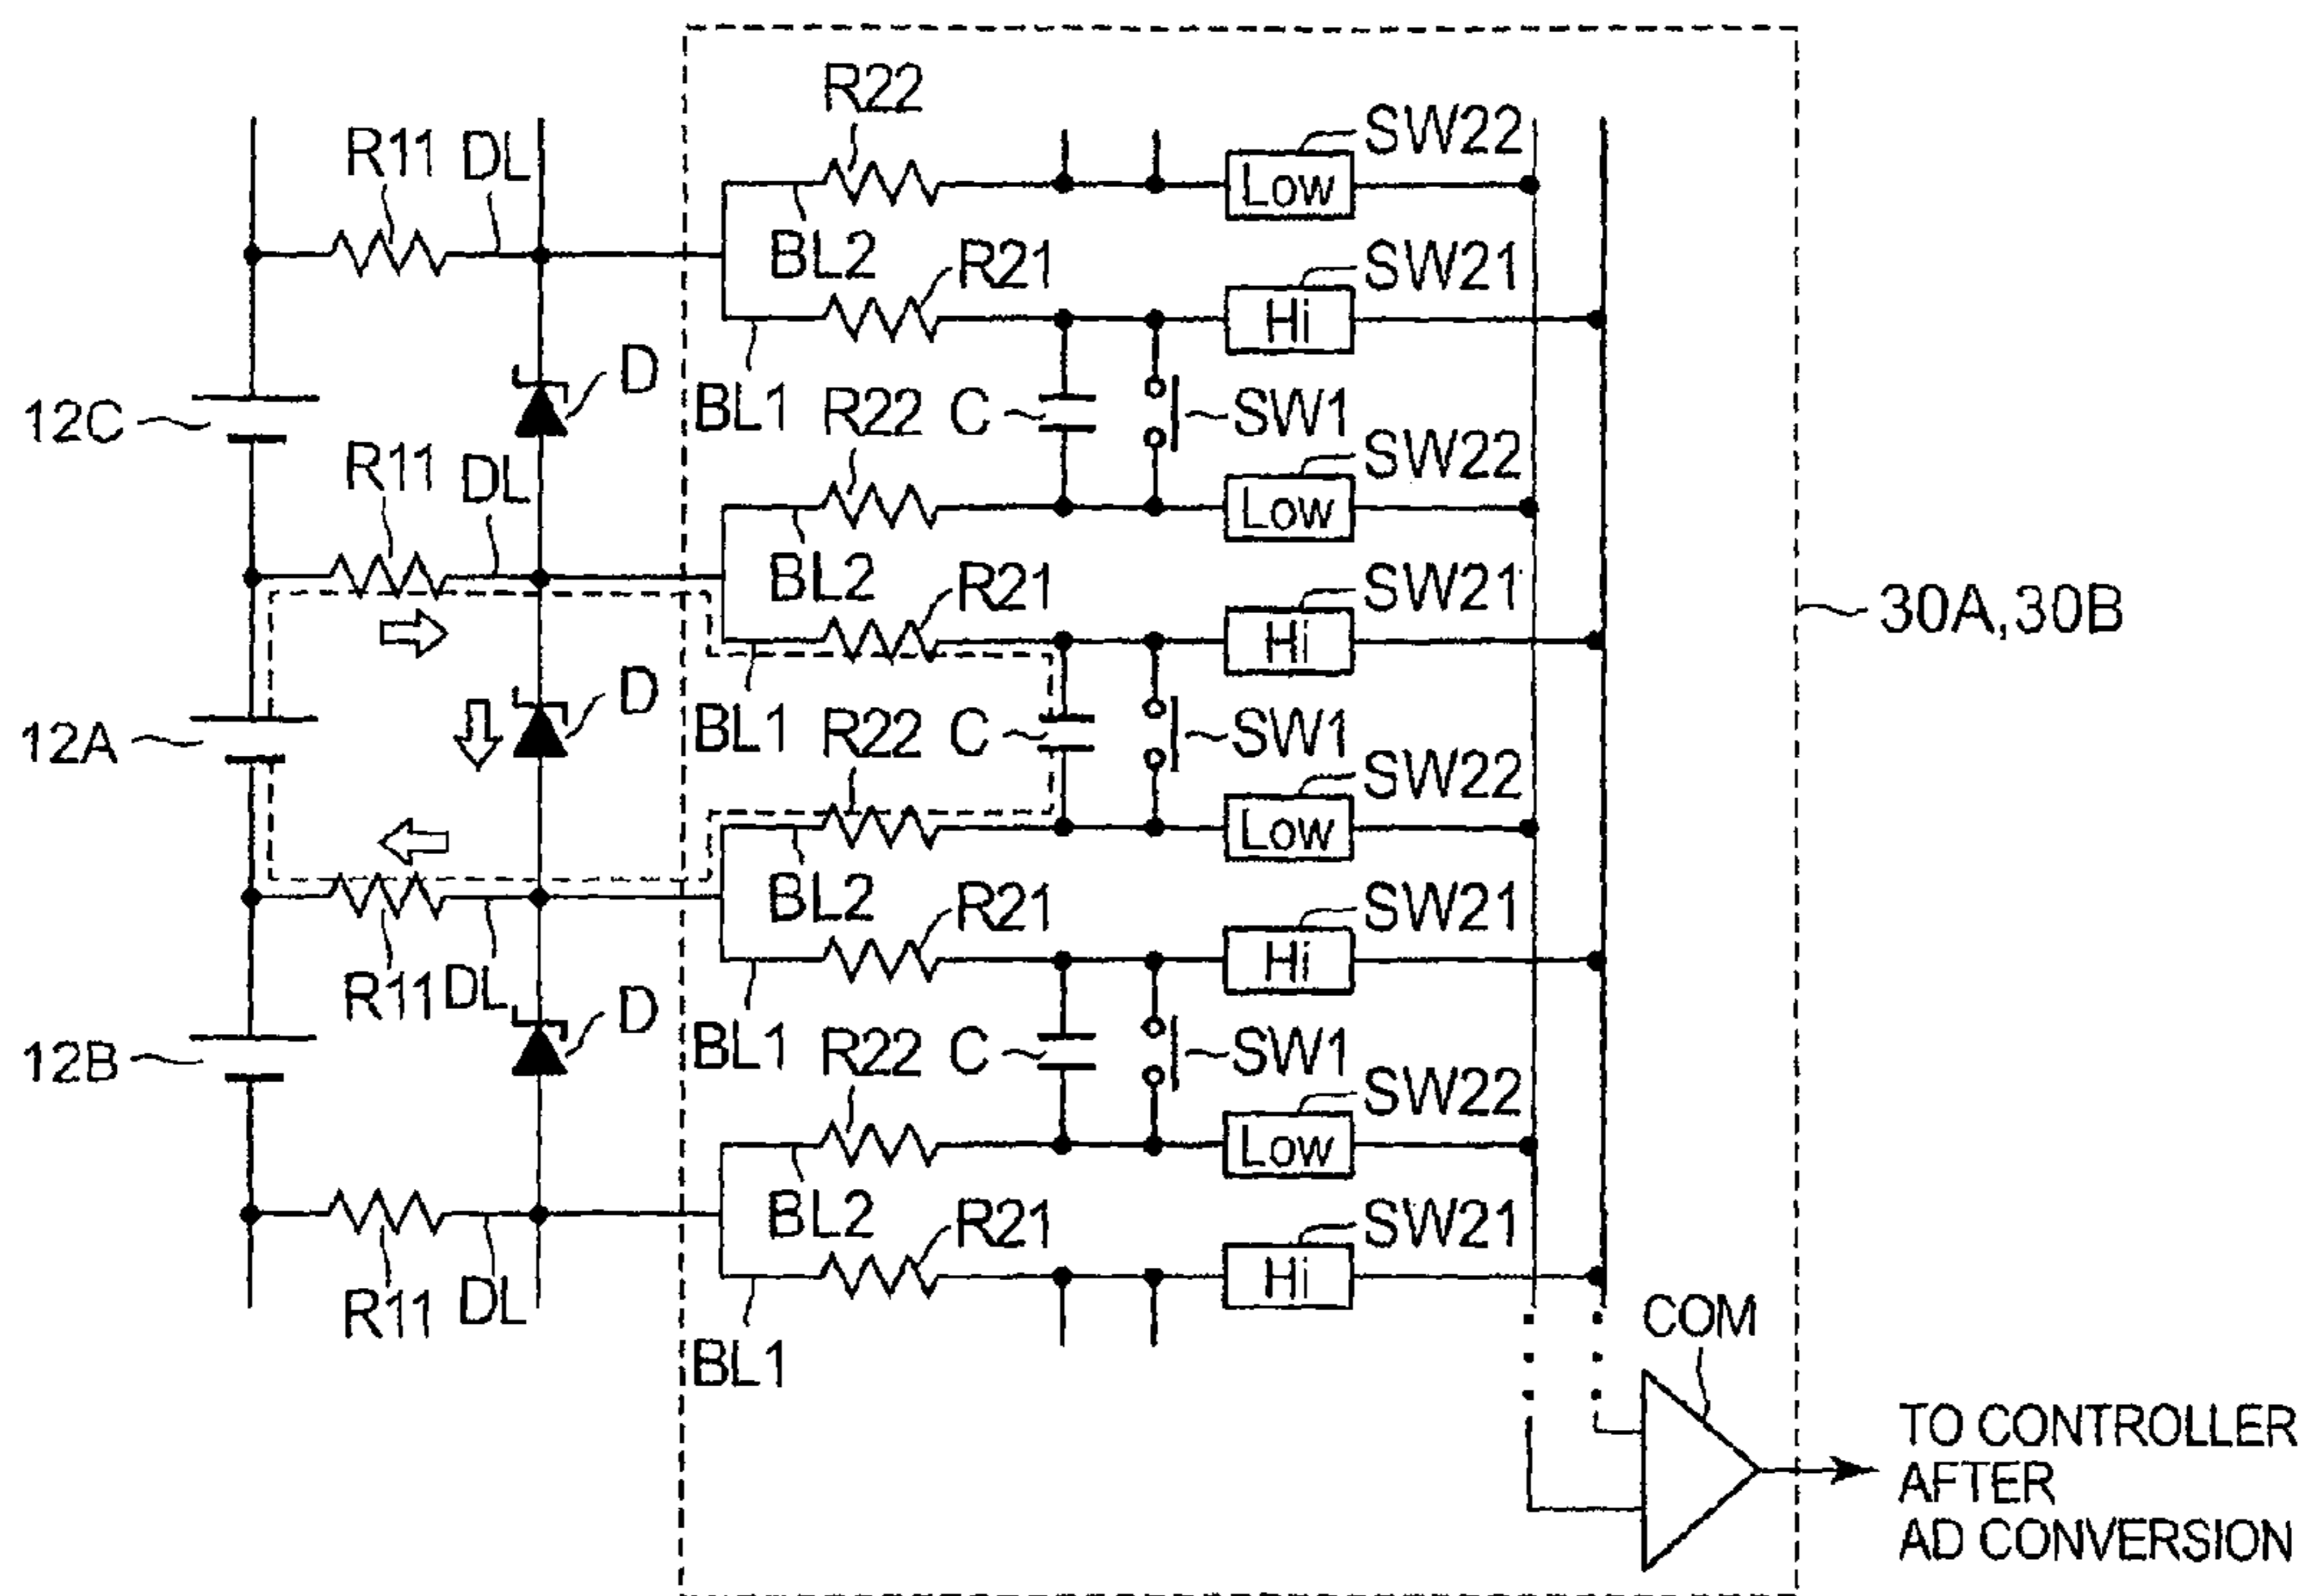 R22
SW22
R11 DL
Low
BL2 R21 SW21
Hi
D
12C
BL1 R22 C SW1
R11 DL
SW22
Low
BL2 R21 SW21
Hi
30A,30B
D
12A
BL1 R22 C SW1
SW22
Low
BL2 R21 SW21
R11 DL
Hi
D
12B
BL1 R22 C SW1
SW22
Low
BL2 R21 SW21
R11 DL
Hi
COM
BL1
TO CONTROLLER
AFTER
AD CONVERSION